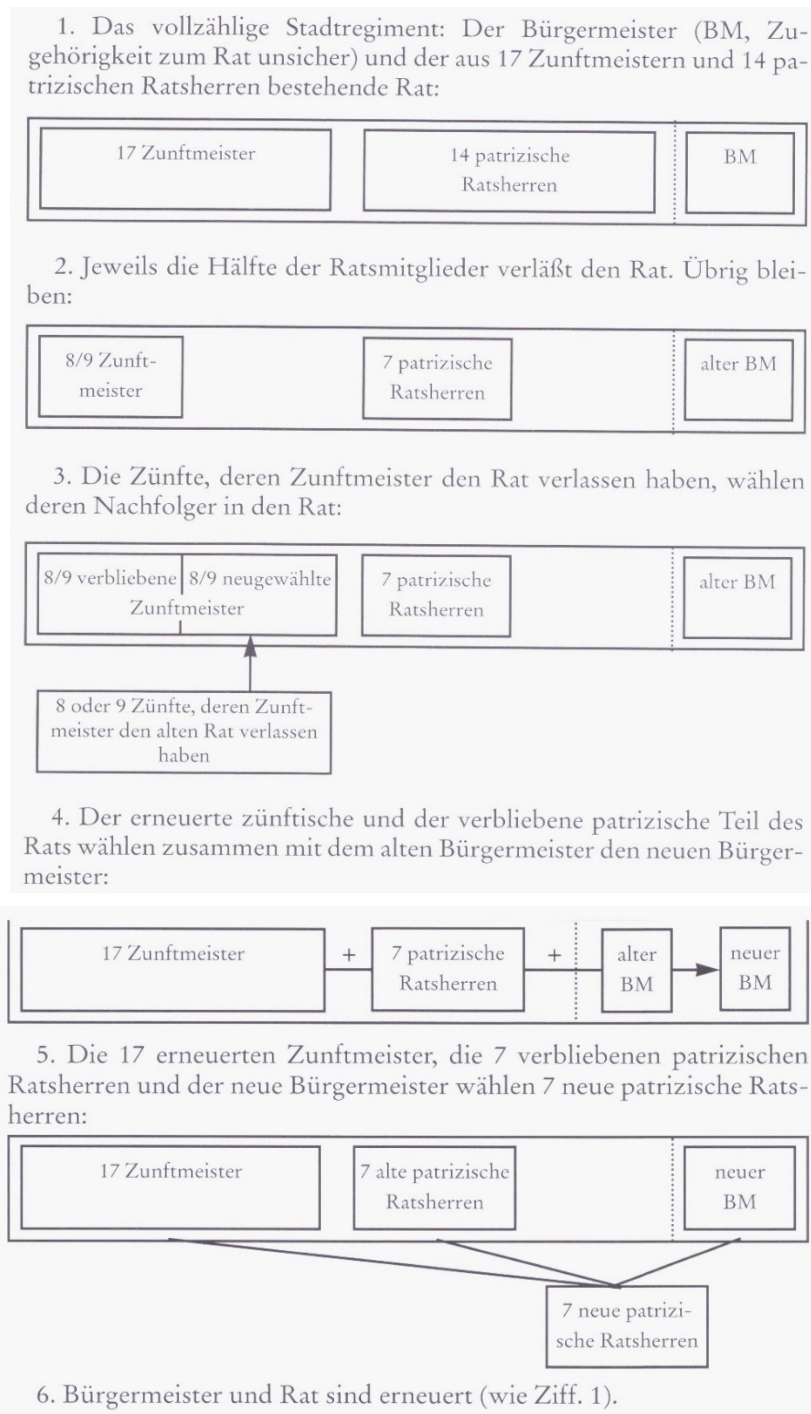 1. Das vollzählige Stadtregiment: Der Bürgermeister (BM, Zu-
gehörigkeit zum Rat unsicher) und der aus 17 Zunftmeistern und 14 pa-
trizischen Ratsherren bestehende Rat:
17 Zunftmeister
14 patrizische
Ratsherren
BM
2. Jeweils die Hälfte der Ratsmitglieder verläßt den Rat. Übrig blei-
ben:
8/9 Zunft-
meister
7 patrizische
Ratsherren
alter BM
3. Die Zünfte, deren Zunftmeister den Rat verlassen haben, wählen
deren Nachfolger in den Rat:
8/9 verbliebene 8/9 neugewählte
Zunftmeister
7 patrizische
Ratsherren
alter BM
8 oder 9 Zünfte, deren Zunft-
meister den alten Rat verlassen
haben
4. Der erneuerte zünftische und der verbliebene patrizische Teil des
Rats wählen zusammen mit dem alten Bürgermeister den neuen Bürger-
meister:
17 Zunftmeister
+
7 patrizische
Ratsherren
+
alter
BM
neuer
BM
5. Die 17 erneuerten Zunftmeister, die 7 verbliebenen patrizischen
Ratsherren und der neue Bürgermeister wählen 7 neue patrizische Rats-
herren:
17 Zunftmeister
7 alte patrizische
Ratsherren
neuer
BM
7 neue patrizi-
sche Ratsherren
6. Bürgermeister und Rat sind erneuert (wie Ziff. 1).